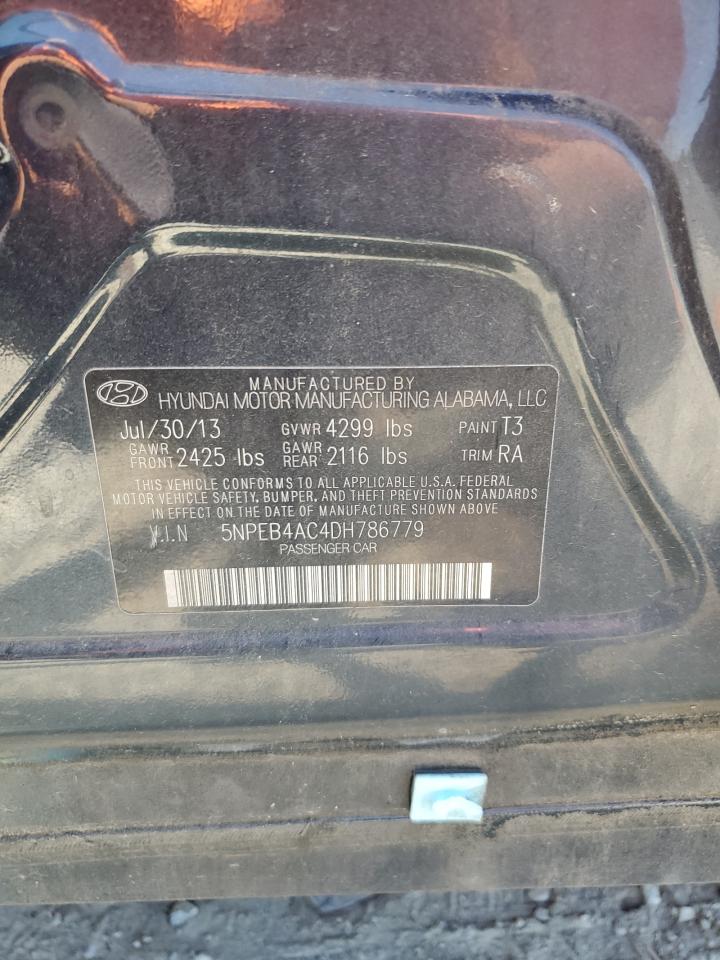 MANUFACTURED BY
HYUNDAI MOTOR MANUFACTURING ALABAMA, LLC
Jul/30/13 GVWR 4299 lbs PAINT T3
GAWR FRONT 2425 lbs GAWR REAR 2116 lbs TRIM RA
THIS VEHICLE CONFORMS TO ALL APPLICABLE U.S.A. FEDERAL
MOTOR VEHICLE SAFETY, BUMPER, AND THEFT PREVENTION STANDARDS
IN EFFECT ON THE DATE OF MANUFACTURE SHOWN ABOVE
V.I.N 5NPEB4AC4DH786779
PASSENGER CAR